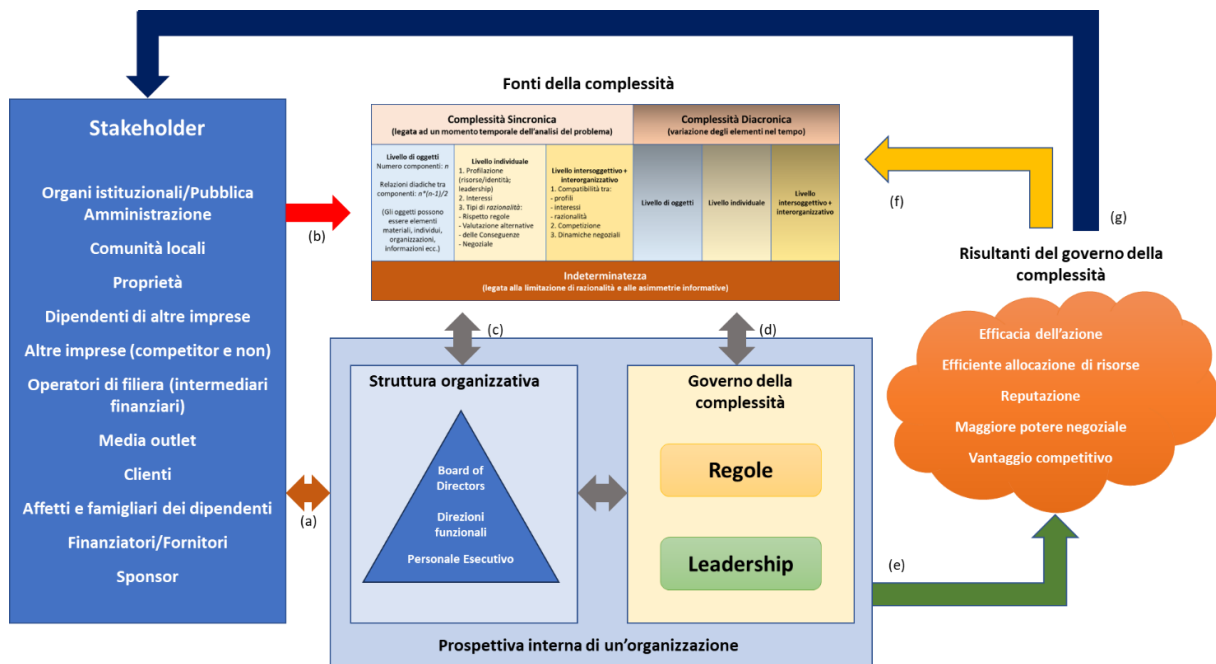 Fonti della complessità
Stakeholder
Organi istituzionali/Pubblica
Amministrazione
Comunità locali
Proprietà
Dipendenti di altre imprese
Altre imprese (competitor e non)
Operatori di filiera (intermediari
finanziari)
Media outlet
Clienti
Affetti e famigliari dei dipendenti
Finanziatori/Fornitori
Sponsor
(b)
(a)
Complessità Sincronica
(legata ad un momento temporale dell'analisi del problema)
Complessità Diacronica
(variazione degli elementi nel tempo)
Livello di oggetti
Numero componenti: n
Relazioni diadiche tra
componenti: n*(n-1)/2
(Gli oggetti possono
essere elementi
materiali, individui,
organizzazioni,
informazioni ecc.)
Livello individuale
1. Profilazione
(risorse/identità;
leadership)
2. Interessi
3. Tipi di razionalità:
- Rispetto regole
- Valutazione alternative
- delle Conseguenze
- Negoziale
Livello intersoggettivo +
interorganizzativo
1. Compatibilità tra:
- profili
- interessi
- razionalità
2. Competizione
3. Dinamiche negoziali
Livello di oggetti
Livello individuale
Livello
intersoggettivo +
interorganizzativo
Indeterminatezza
(legata alla limitazione di razionalità e alle asimmetrie informative)
(c)
(d)
Struttura organizzativa
Board of
Directors
Direzioni
funzionali
Personale Esecutivo
Governo della
complessità
Regole
Leadership
Prospettiva interna di un'organizzazione
(e)
(f)
(g)
Risultanti del governo della
complessità
Efficacia dell'azione
Efficiente allocazione di risorse
Reputazione
Maggiore potere negoziale
Vantaggio competitivo